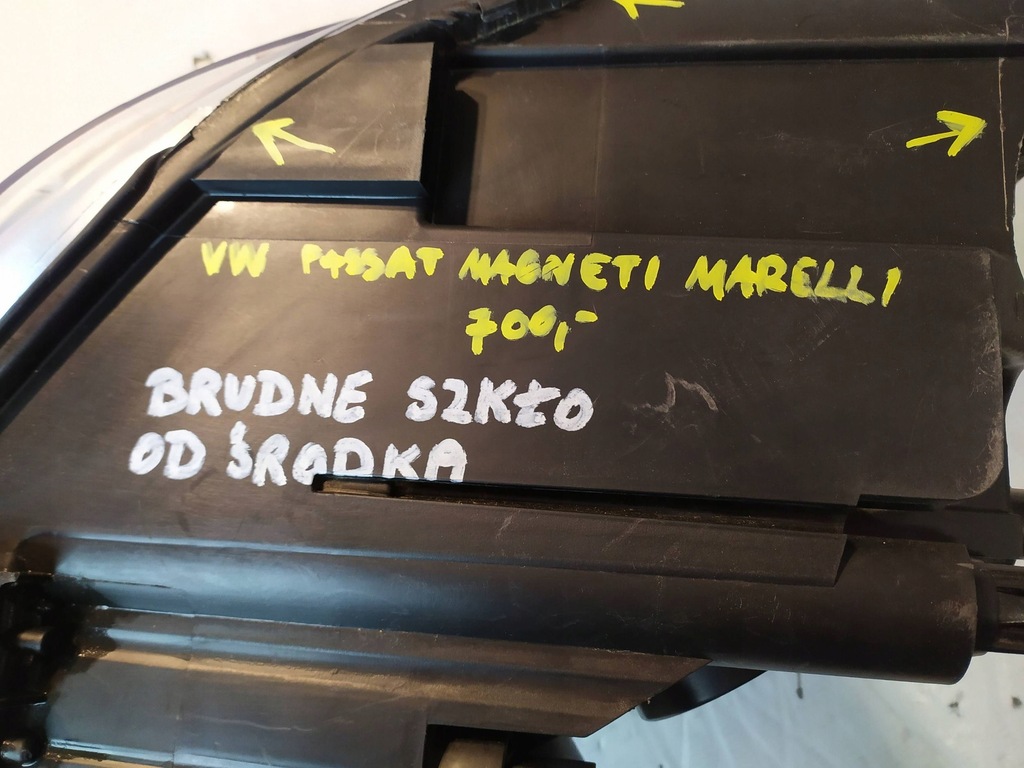 VW PASSAT MAGNETI MARELLI
700,-
BRUDNE SZKŁO
OD ŚRODKA